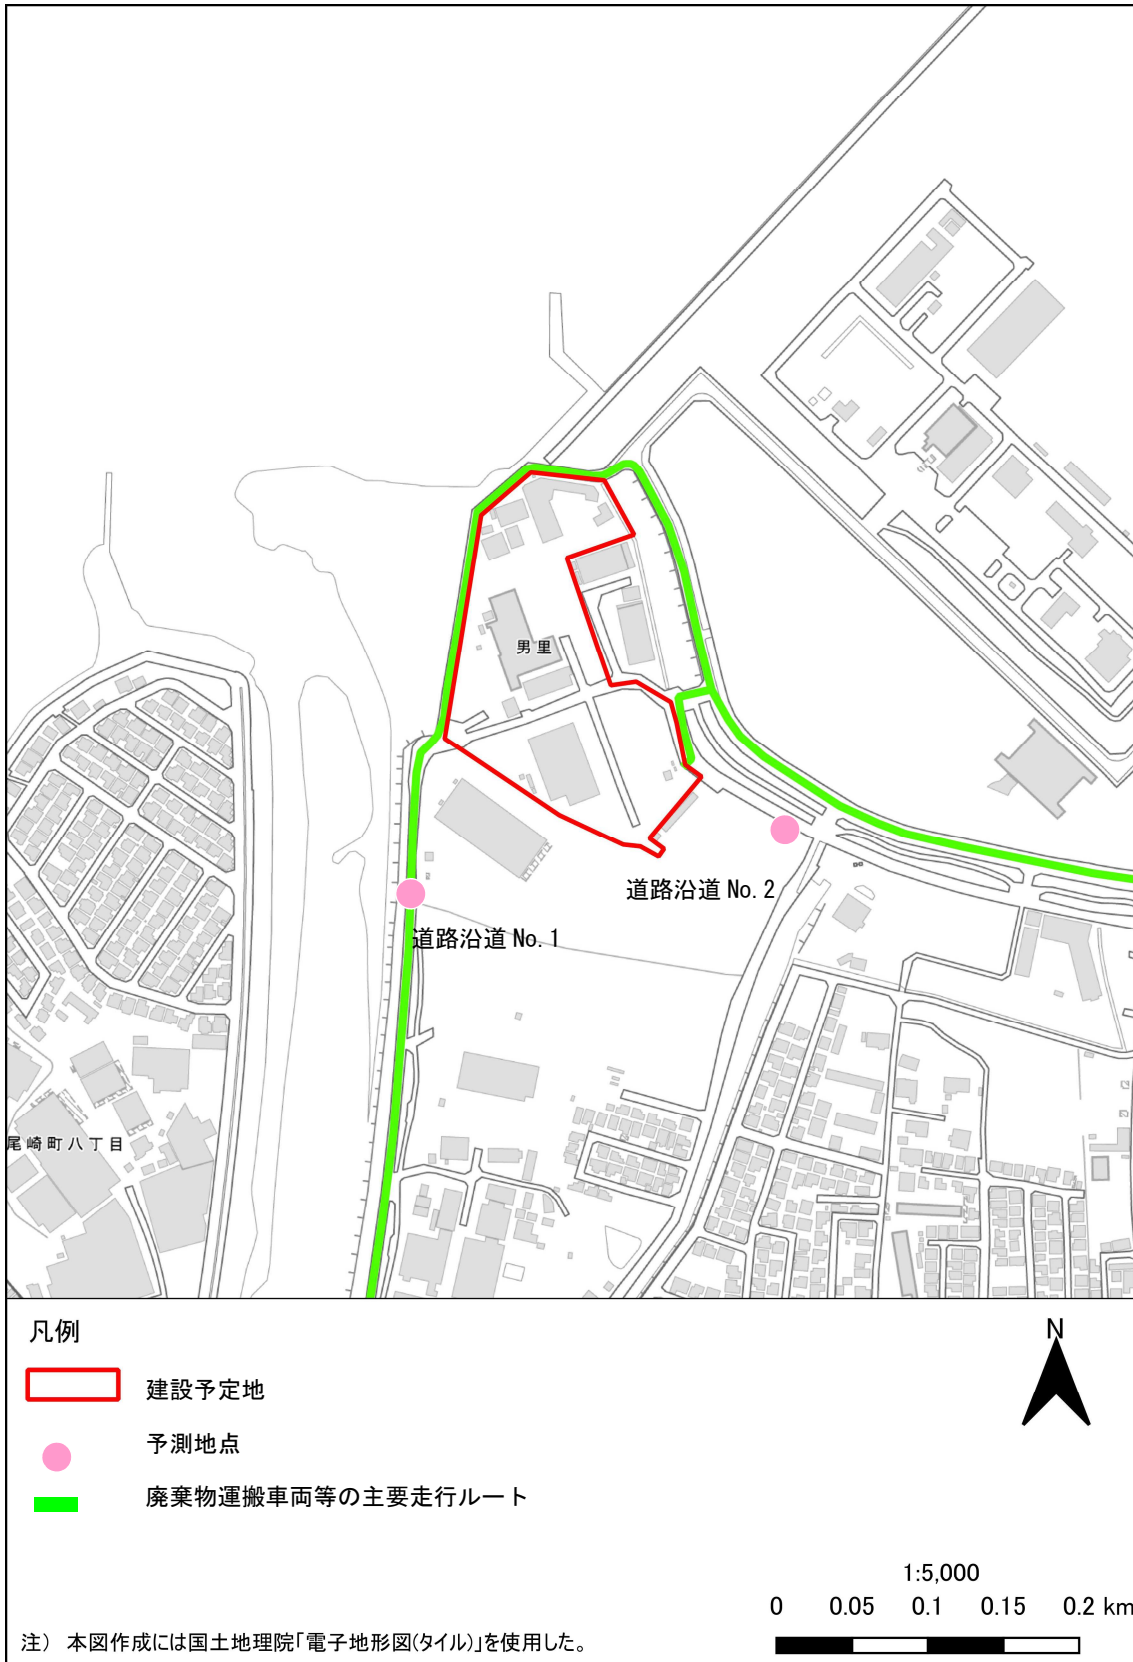 男里
道路沿道 No. 2
道路沿道 No. 1
尾崎町八丁目
凡例
N
建設予定地
予測地点
廃棄物運搬車両等の主要走行ルート
1:5,000
0 0.05 0.1 0.15 0.2 km
注) 本図作成には国土地理院「電子地形図(タイル)」を使用した。